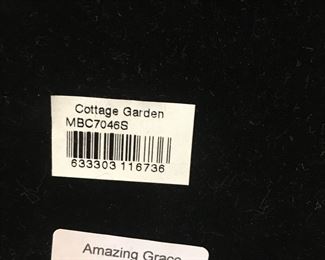 Cottage Garden
MBC7046S
633303 116736
Amazing Grace